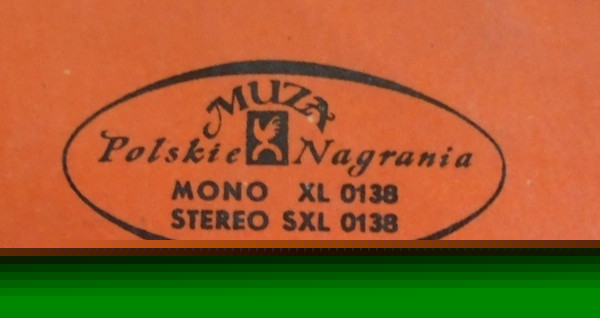 MUZA
Polskie Nagrania
MONO XL 0138
STEREO SXL 0138